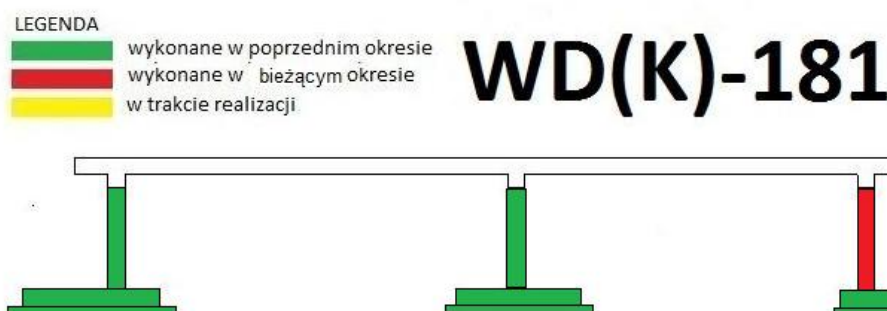 LEGENDA
wykonane w poprzednim okresie
wykonane w bieżącym okresie
w trakcie realizacji
WD(K)-181